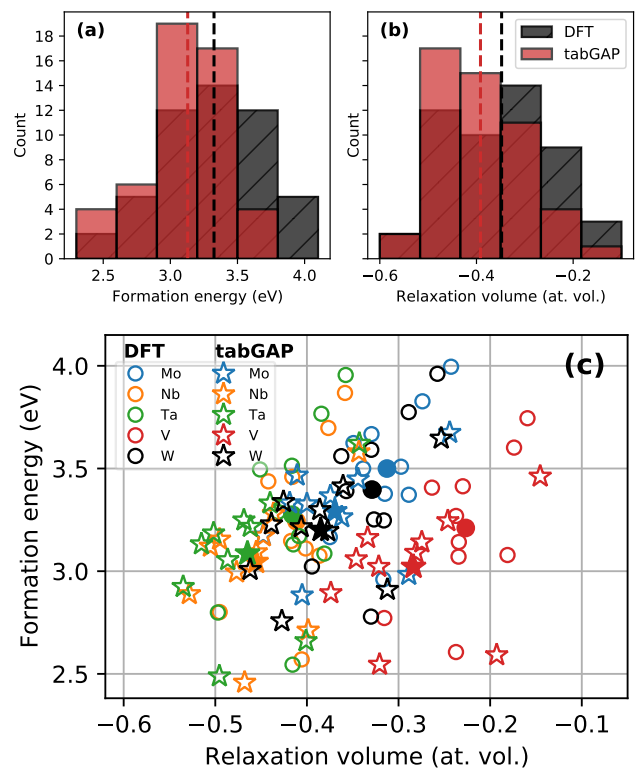 (a)
18
16
14
12
10
8
6
4
2
0
Count
2.5 3.0 3.5 4.0
Formation energy (eV)
(b)
DFT
tabGAP
Count
−0.6 −0.4 −0.2
Relaxation volume (at. vol.)
(c)
DFT tabGAP
Mo Mo
Nb Nb
Ta Ta
V V
W W
4.0
3.5
3.0
2.5
Formation energy (eV)
−0.6 −0.5 −0.4 −0.3 −0.2 −0.1
Relaxation volume (at. vol.)